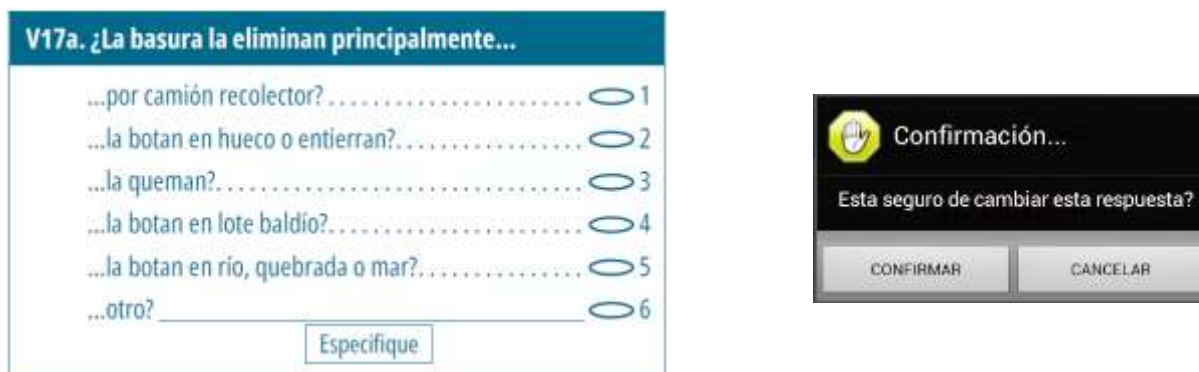 V17a. ¿La basura la eliminan principalmente...
...por camión recolector? . . . . . . . . . . . . . . . . . . . . . . . 1
...la botan en hueco o entierran?. . . . . . . . . . . . . . . . 2
...la queman?. . . . . . . . . . . . . . . . . . . . . . . . . . . . . . . . 3
...la botan en lote baldío?. . . . . . . . . . . . . . . . . . . . . . 4
...la botan en río, quebrada o mar?. . . . . . . . . . . . . . 5
...otro? ______________________________ 6
Especifique
Confirmación...
Esta seguro de cambiar esta respuesta?
CONFIRMAR CANCELAR